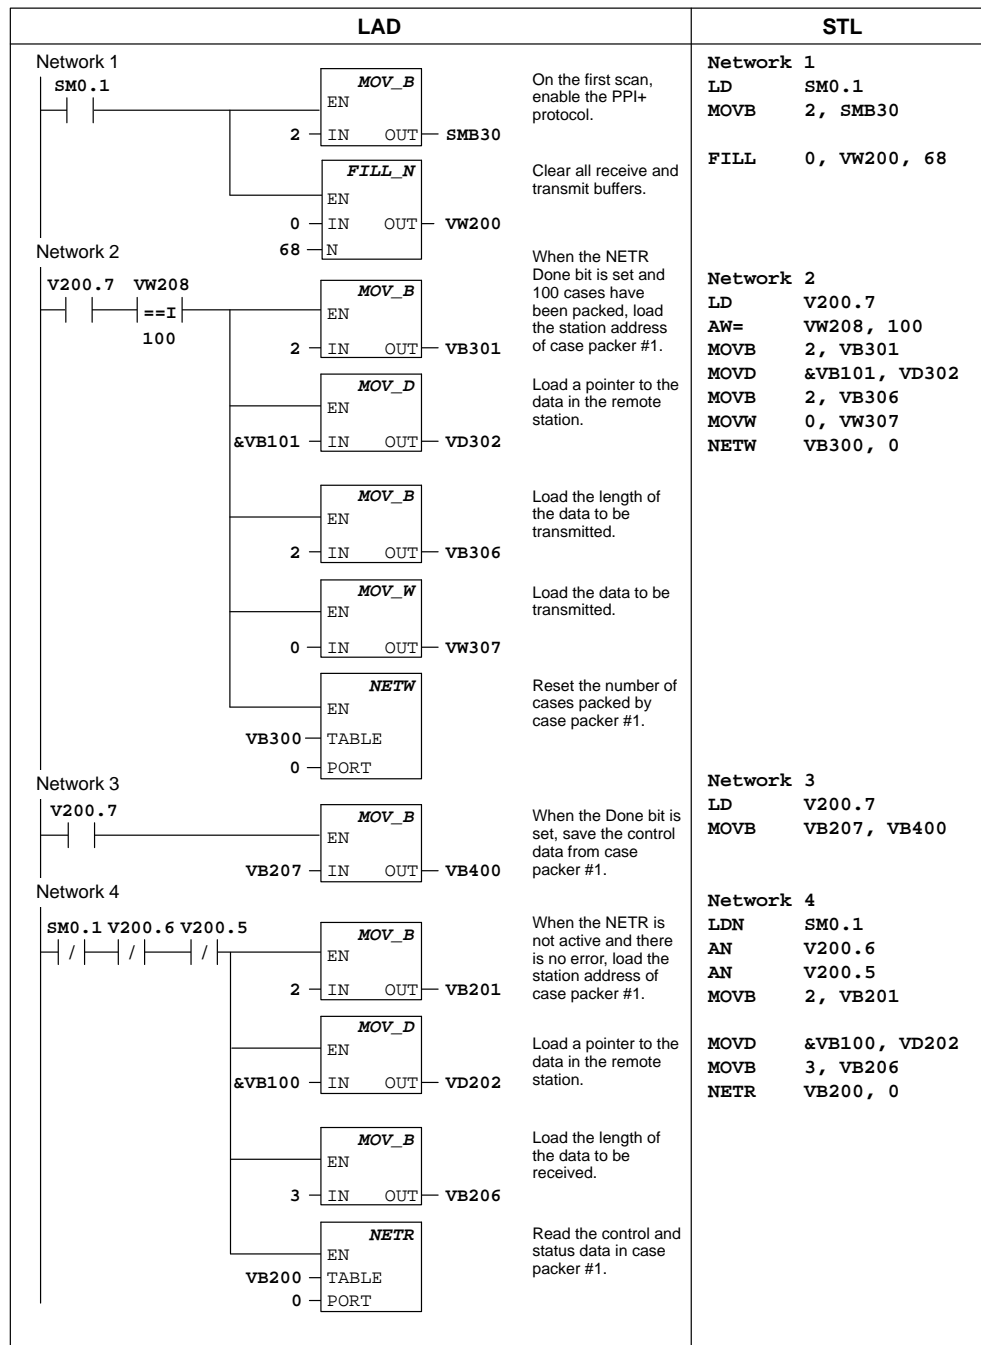 LAD
STL
Network 1
SM0.1
MOV_B
EN
2
IN
OUT
SMB30
On the first scan,
enable the PPI+
protocol.
FILL_N
EN
0
IN
OUT
VW200
68
N
Clear all receive and
transmit buffers.
Network 1
LD SM0.1
MOVB 2, SMB30
FILL 0, VW200, 68
Network 2
V200.7
VW208
==I
100
MOV_B
EN
2
IN
OUT
VB301
When the NETR
Done bit is set and
100 cases have
been packed, load
the station address
of case packer #1.
MOV_D
EN
&VB101
IN
OUT
VD302
Load a pointer to the
data in the remote
station.
MOV_B
EN
2
IN
OUT
VB306
Load the length of
the data to be
transmitted.
MOV_W
EN
0
IN
OUT
VW307
Load the data to be
transmitted.
NETW
EN
VB300
TABLE
0
PORT
Reset the number of
cases packed by
case packer #1.
Network 2
LD V200.7
AW= VW208, 100
MOVB 2, VB301
MOVD &VB101, VD302
MOVB 2, VB306
MOVW 0, VW307
NETW VB300, 0
Network 3
V200.7
MOV_B
EN
VB207
IN
OUT
VB400
When the Done bit is
set, save the control
data from case
packer #1.
Network 3
LD V200.7
MOVB VB207, VB400
Network 4
SM0.1 V200.6 V200.5
/
/
/
MOV_B
EN
2
IN
OUT
VB201
When the NETR is
not active and there
is no error, load the
station address of
case packer #1.
MOV_D
EN
&VB100
IN
OUT
VD202
Load a pointer to the
data in the remote
station.
MOV_B
EN
3
IN
OUT
VB206
Load the length of
the data to be
received.
NETR
EN
VB200
TABLE
0
PORT
Read the control and
status data in case
packer #1.
Network 4
LDN SM0.1
AN V200.6
AN V200.5
MOVB 2, VB201
MOVD &VB100, VD202
MOVB 3, VB206
NETR VB200, 0